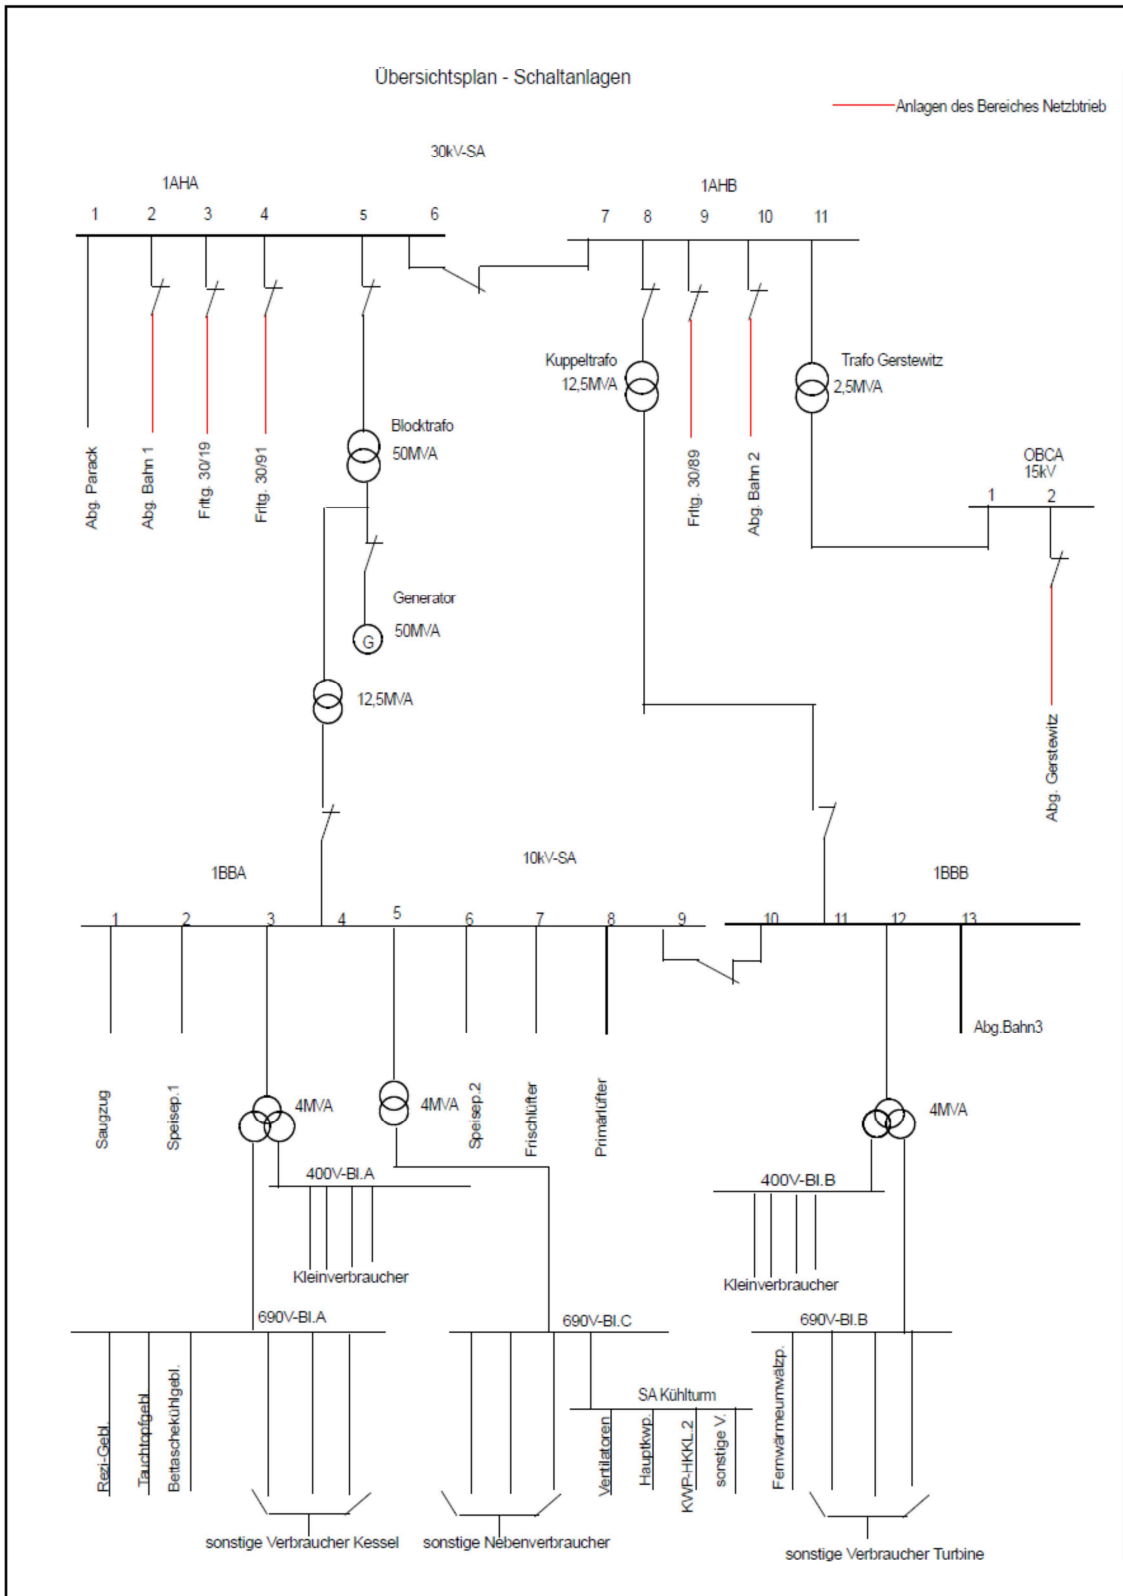 Übersichtsplan - Schaltanlagen
Anlagen des Bereiches Netzbtrieb
30kV-SA
1AHA
1AHB
1 2 3 4 5 6
7 8 9 10 11
Kuppeltrafo
12,5MVA
Trafo Gerstewitz
2,5MVA
Blocktrafo
50MVA
Abg. Parack
Abg. Bahn 1
Frltg. 30/19
Frltg. 30/91
Frltg. 30/89
Abg. Bahn 2
OBCA
15kV
1 2
Generator
50MVA
G
12,5MVA
Abg. Gerstewitz
10kV-SA
1BBA
1BBB
1 2 3 4 5 6 7 8 9
10 11 12 13
Abg.Bahn3
Saugzug
Speisep.1
4MVA
4MVA
Speisep.2
Frischlüfter
Primärlüfter
4MVA
400V-Bl.A
400V-Bl.B
Kleinverbraucher
Kleinverbraucher
690V-Bl.A
690V-Bl.C
690V-Bl.B
Rezi-Gebl.
Tauchtopfgebl.
Bettaschekühlgebl.
SA Kühlturm
Ventilatoren
Hauptkwp.
KWP-HKKL.2
sonstige V.
Fernwärmeumwälzp.
sonstige Verbraucher Kessel
sonstige Nebenverbraucher
sonstige Verbraucher Turbine